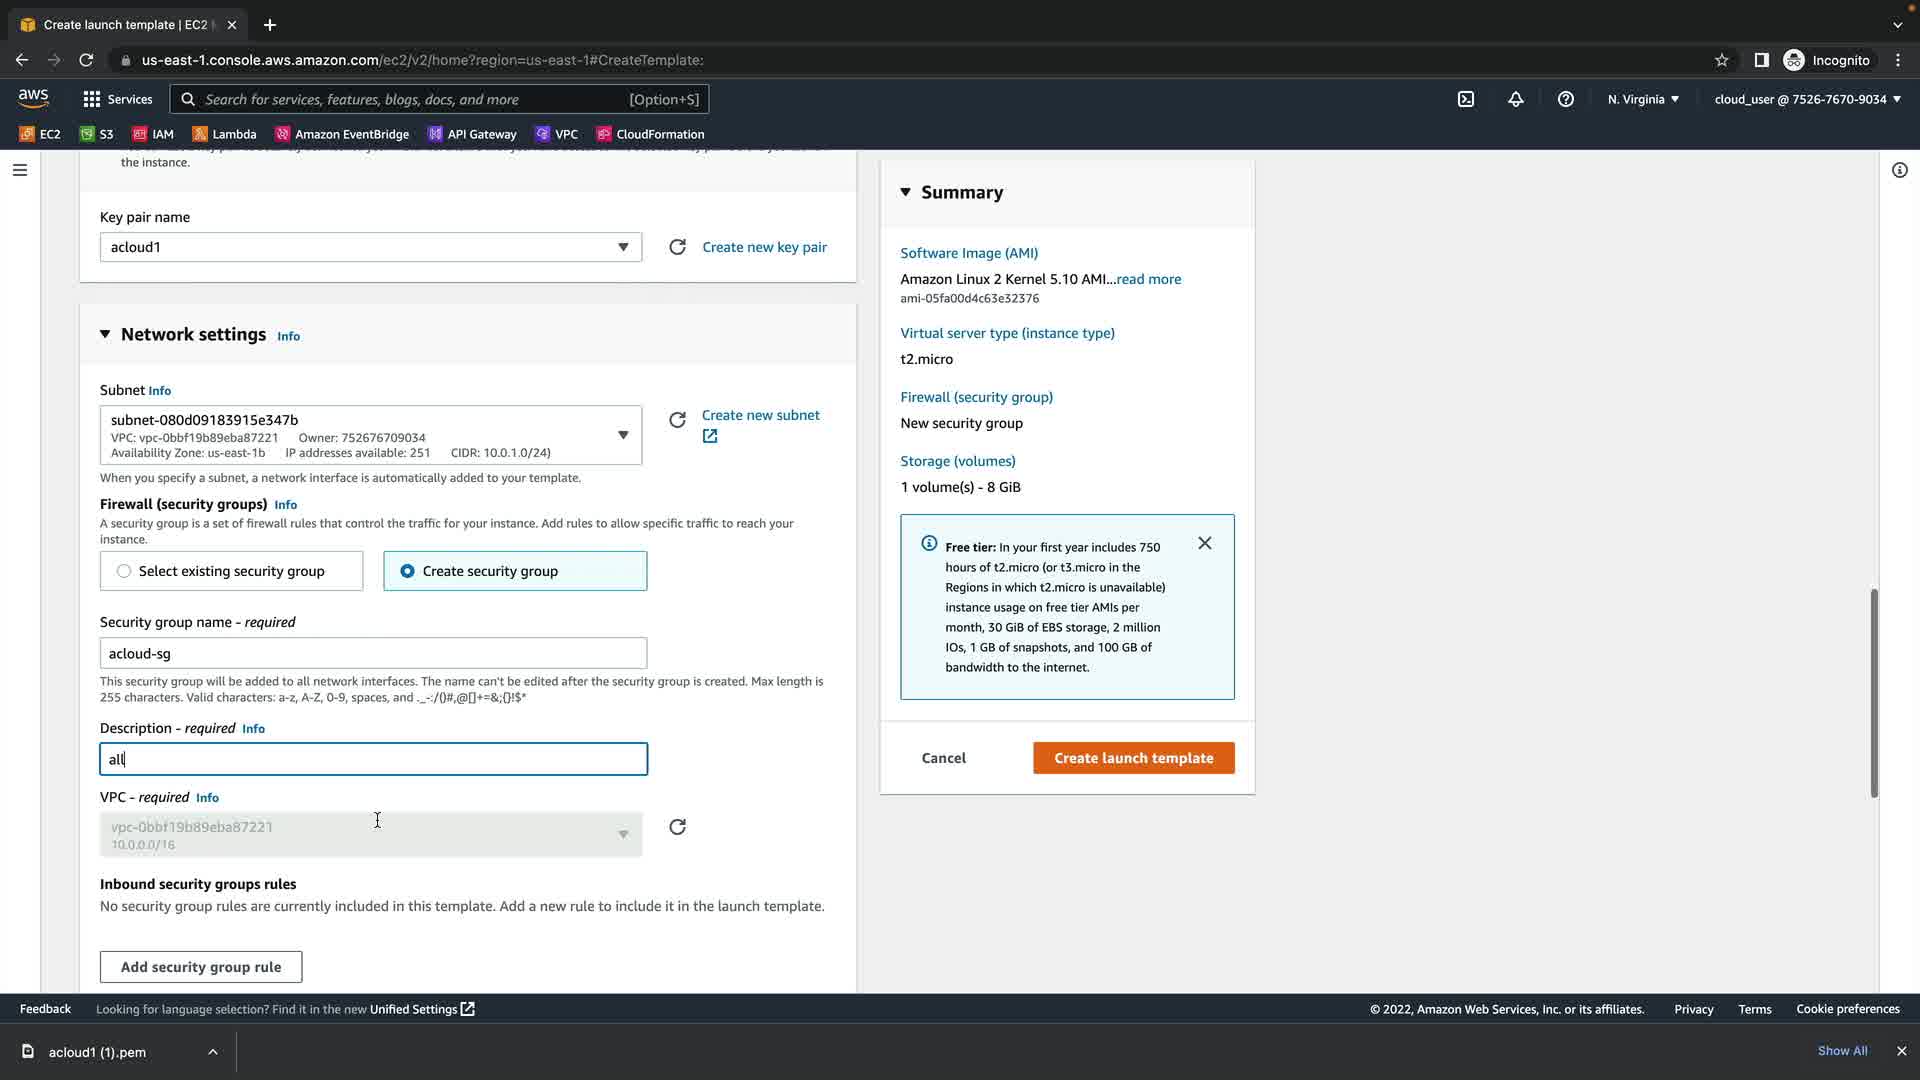 Create launch template | EC2
us-east-1.console.aws.amazon.com/ec2/v2/home?region=us-east-1#CreateTemplate:
Incognito
aws
Services
Search for services, features, blogs, docs, and more
[Option+S]
N. Virginia
cloud_user @ 7526-7670-9034
EC2
S3
IAM
Lambda
Amazon EventBridge
API Gateway
VPC
CloudFormation
the instance.
Key pair name
acloud1
Create new key pair
Network settings Info
Subnet Info
subnet-080d09183915e347b
VPC: vpc-0bbf19b89eba87221 Owner: 752676709034
Availability Zone: us-east-1b IP addresses available: 251 CIDR: 10.0.1.0/24)
Create new subnet
When you specify a subnet, a network interface is automatically added to your template.
Firewall (security groups) Info
A security group is a set of firewall rules that control the traffic for your instance. Add rules to allow specific traffic to reach your
instance.
Select existing security group
Create security group
Security group name - required
acloud-sg
This security group will be added to all network interfaces. The name can't be edited after the security group is created. Max length is
255 characters. Valid characters: a-z, A-Z, 0-9, spaces, and ._-:/()#,@[]+=&;{}!$*
Description - required Info
all
VPC - required Info
vpc-0bbf19b89eba87221
10.0.0.0/16
Inbound security groups rules
No security group rules are currently included in this template. Add a new rule to include it in the launch template.
Add security group rule
Summary
Software Image (AMI)
Amazon Linux 2 Kernel 5.10 AMI...read more
ami-05fa00d4c63e32376
Virtual server type (instance type)
t2.micro
Firewall (security group)
New security group
Storage (volumes)
1 volume(s) - 8 GiB
Free tier: In your first year includes 750
hours of t2.micro (or t3.micro in the
Regions in which t2.micro is unavailable)
instance usage on free tier AMIs per
month, 30 GiB of EBS storage, 2 million
IOs, 1 GB of snapshots, and 100 GB of
bandwidth to the internet.
Cancel
Create launch template
Feedback
Looking for language selection? Find it in the new Unified Settings
© 2022, Amazon Web Services, Inc. or its affiliates.
Privacy
Terms
Cookie preferences
acloud1 (1).pem
Show All